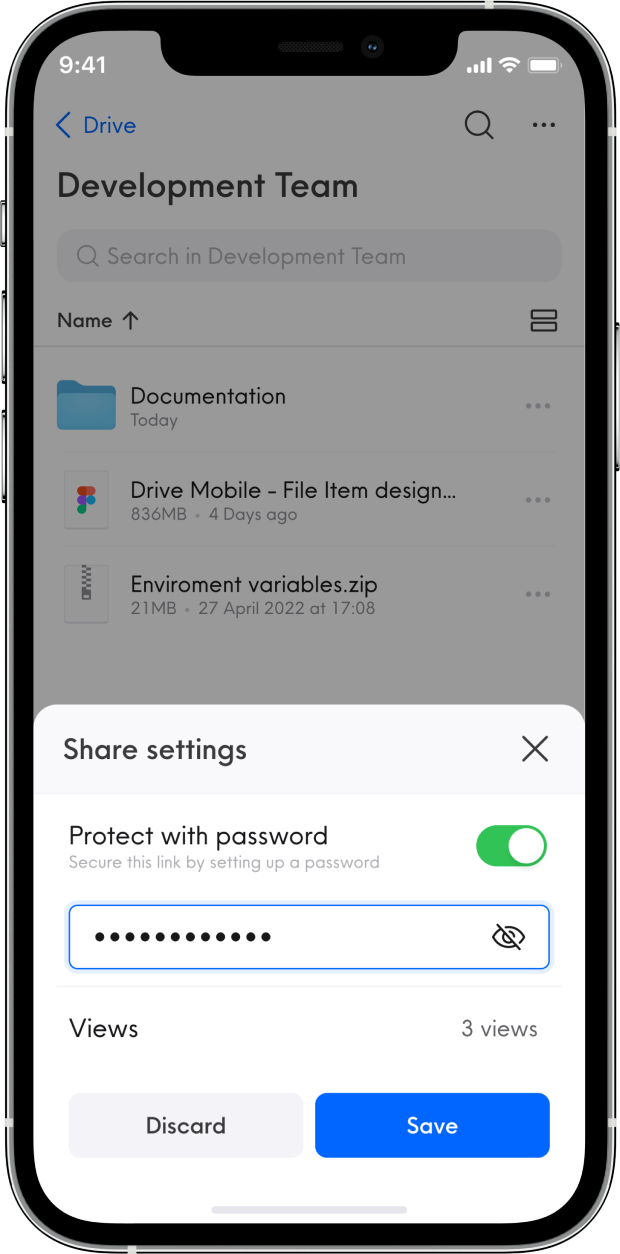 9:41
Drive
Development Team
Search in Development Team
Name
Documentation
Today
Drive Mobile - File Item design...
836MB • 4 Days ago
Enviroment variables.zip
21MB • 27 April 2022 at 17:08
Share settings
Protect with password
Secure this link by setting up a password
••••••••••••
Views
3 views
Discard
Save